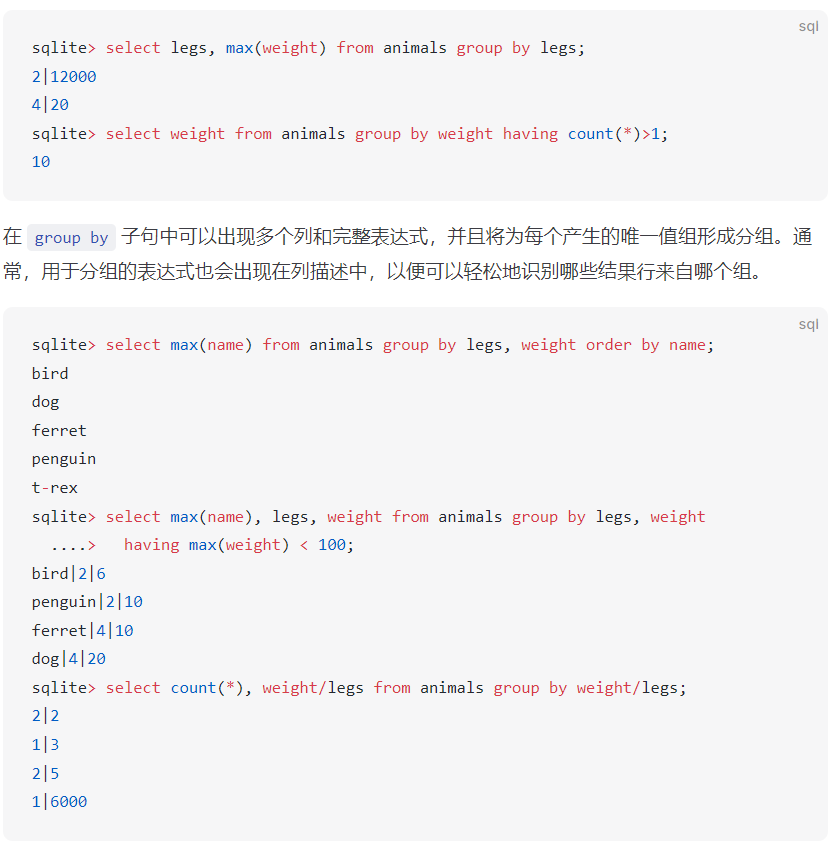 sql
sqlite> select legs, max(weight) from animals group by legs;
2|12000
4|20
sqlite> select weight from animals group by weight having count(*)>1;
10
在 group by 子句中可以出现多个列和完整表达式，并且将为每个产生的唯一值组形成分组。通
常，用于分组的表达式也会出现在列描述中，以便可以轻松地识别哪些结果行来自哪个组。
sql
sqlite> select max(name) from animals group by legs, weight order by name;
bird
dog
ferret
penguin
t-rex
sqlite> select max(name), legs, weight from animals group by legs, weight
....>   having max(weight) < 100;
bird|2|6
penguin|2|10
ferret|4|10
dog|4|20
sqlite> select count(*), weight/legs from animals group by weight/legs;
2|2
1|3
2|5
1|6000